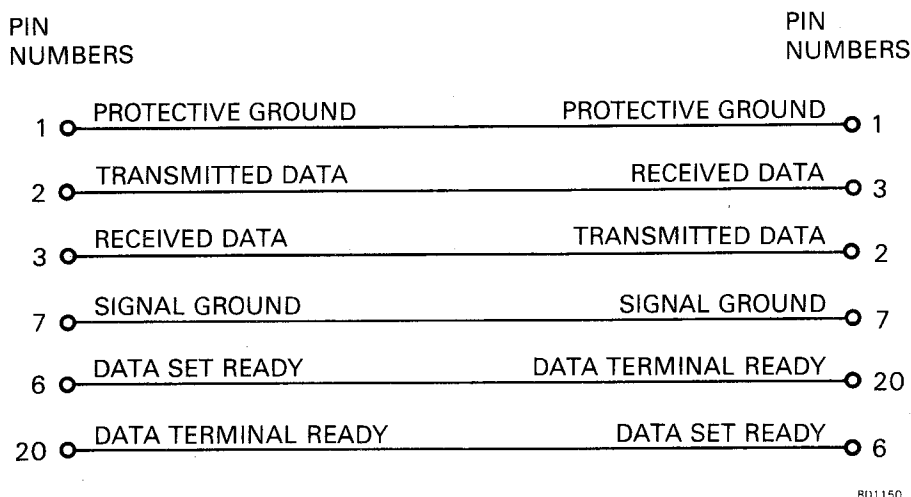 PIN NUMBERS PIN NUMBERS
1 PROTECTIVE GROUND PROTECTIVE GROUND 1
2 TRANSMITTED DATA RECEIVED DATA 3
3 RECEIVED DATA TRANSMITTED DATA 2
7 SIGNAL GROUND SIGNAL GROUND 7
6 DATA SET READY DATA TERMINAL READY 20
20 DATA TERMINAL READY DATA SET READY 6
RD1150